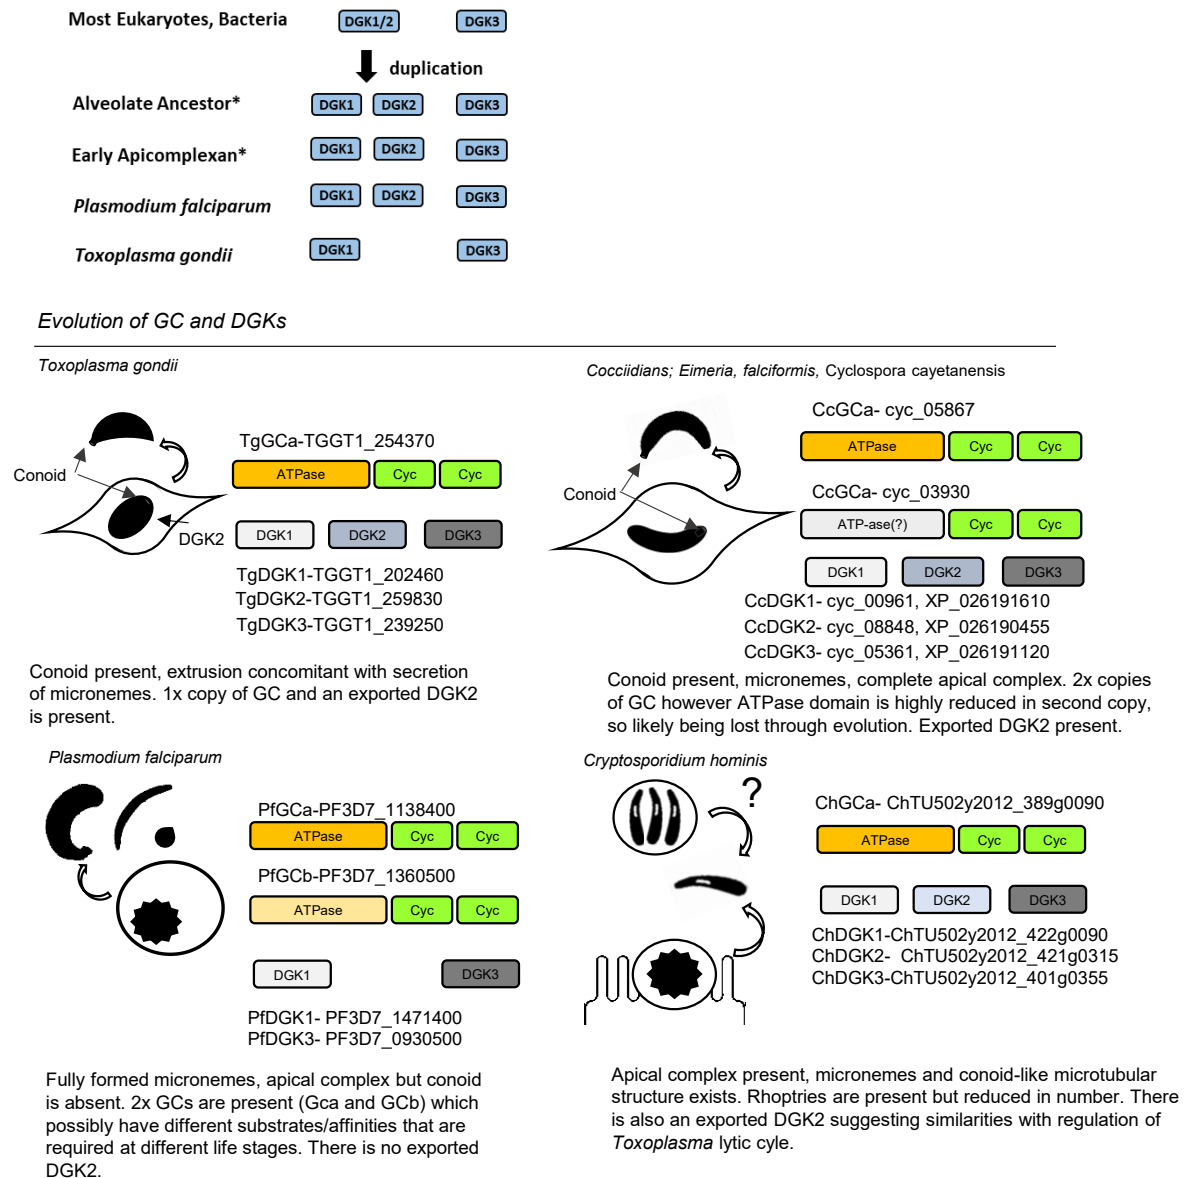 Most Eukaryotes, Bacteria DGK1/2 DGK3
duplication
Alveolate Ancestor* DGK1 DGK2 DGK3
Early Apicomplexan* DGK1 DGK2 DGK3
Plasmodium falciparum DGK1 DGK2 DGK3
Toxoplasma gondii DGK1 DGK3
Evolution of GC and DGKs
Toxoplasma gondii
TgGCa-TGGT1_254370
ATPase Cyc Cyc
Conoid
DGK2
DGK1 DGK2 DGK3
TgDGK1-TGGT1_202460
TgDGK2-TGGT1_259830
TgDGK3-TGGT1_239250
Conoid present, extrusion concomitant with secretion
of micronemes. 1x copy of GC and an exported DGK2
is present.
Cocciidians; Eimeria, falciformis, Cyclospora cayetanensis
CcGCa- cyc_05867
ATPase Cyc Cyc
CcGCa- cyc_03930
Conoid
ATP-ase(?) Cyc Cyc
DGK1 DGK2 DGK3
CcDGK1- cyc_00961, XP_026191610
CcDGK2- cyc_08848, XP_026190455
CcDGK3- cyc_05361, XP_026191120
Conoid present, micronemes, complete apical complex. 2x copies
of GC however ATPase domain is highly reduced in second copy,
so likely being lost through evolution. Exported DGK2 present.
Plasmodium falciparum
PfGCa-PF3D7_1138400
ATPase Cyc Cyc
PfGCb-PF3D7_1360500
ATPase Cyc Cyc
DGK1 DGK3
PfDGK1- PF3D7_1471400
PfDGK3- PF3D7_0930500
Fully formed micronemes, apical complex but conoid
is absent. 2x GCs are present (Gca and GCb) which
possibly have different substrates/affinities that are
required at different life stages. There is no exported
DGK2.
Cryptosporidium hominis
?
ChGCa- ChTU502y2012_389g0090
ATPase Cyc Cyc
DGK1 DGK2 DGK3
ChDGK1-ChTU502y2012_422g0090
ChDGK2- ChTU502y2012_421g0315
ChDGK3-ChTU502y2012_401g0355
Apical complex present, micronemes and conoid-like microtubular
structure exists. Rhoptries are present but reduced in number. There
is also an exported DGK2 suggesting similarities with regulation of
Toxoplasma lytic cyle.